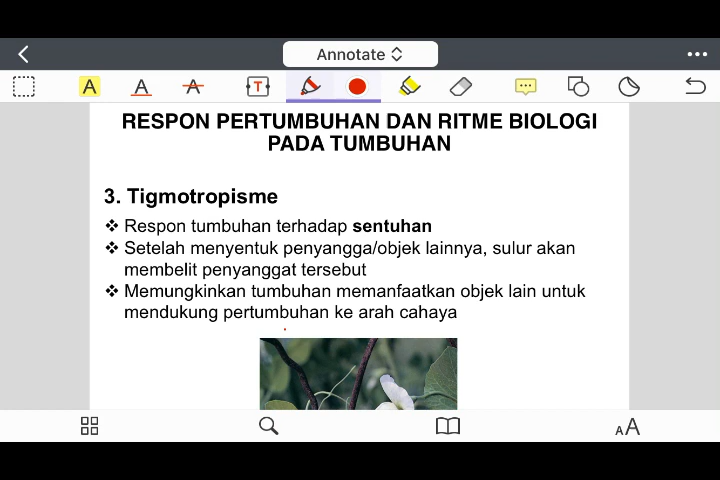 Annotate
A
A
A
T
RESPON PERTUMBUHAN DAN RITME BIOLOGI
PADA TUMBUHAN
3. Tigmotropisme
❖ Respon tumbuhan terhadap sentuhan
❖ Setelah menyentuk penyangga/objek lainnya, sulur akan
membelit penyanggat tersebut
❖ Memungkinkan tumbuhan memanfaatkan objek lain untuk
mendukung pertumbuhan ke arah cahaya
AA